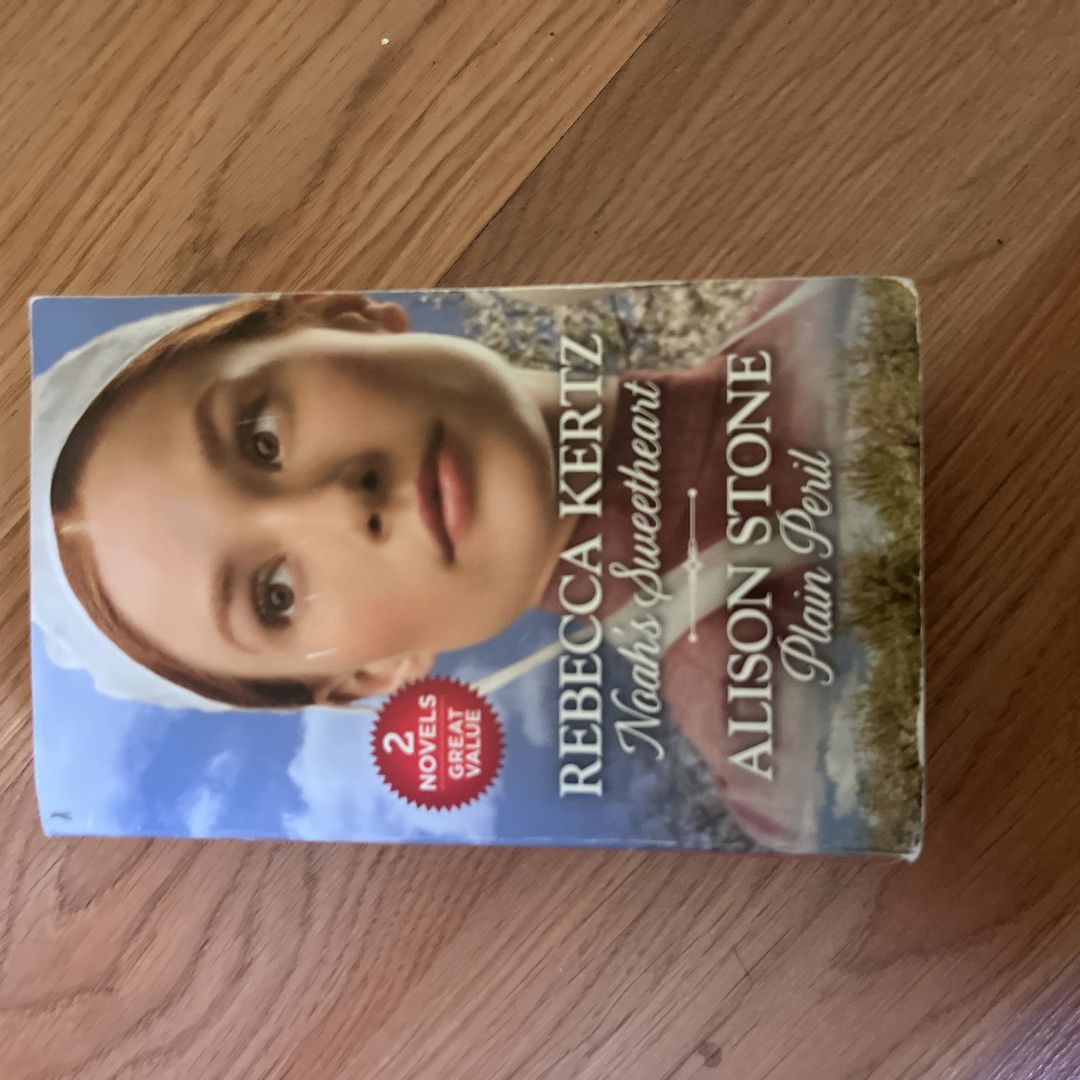 2
NOVELS
GREAT
VALUE
REBECCA KERTZ
Noah's Sweetheart
ALISON STONE
Plain Peril